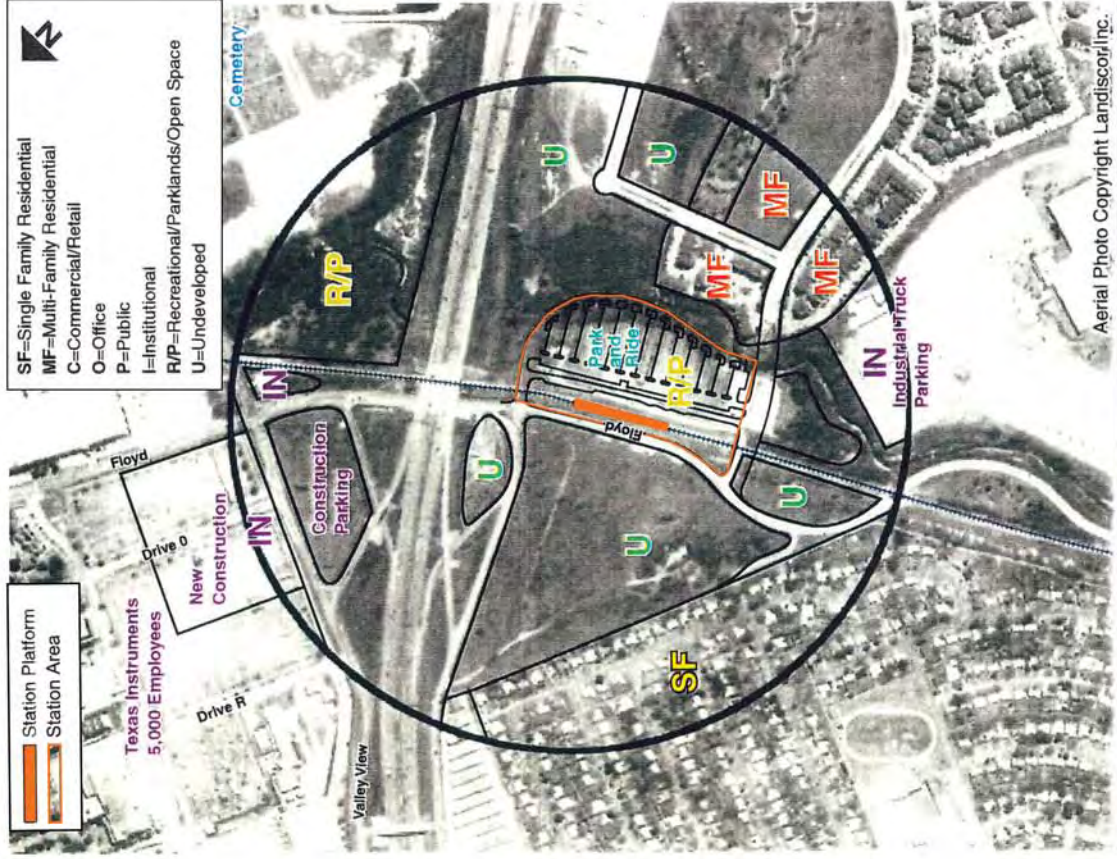 SF=Single Family Residential
MF=Multi-Family Residential
C=Commercial/Retail
O=Office
P=Public
I=Institutional
R/P=Recreational/Parklands/Open Space
U=Undeveloped
N
Cemetery
Station Platform
Station Area
Texas Instruments
5,000 Employees
Drive R
Drive 0
Floyd
New
Construction
IN
IN
Construction
Parking
Valley View
R/P
U
U
U
Park
and
Ride
R/P
Floyd
MF
MF
MF
U
U
SF
IN
Industrial Truck
Parking
Aerial Photo Copyright Landiscor,Inc.